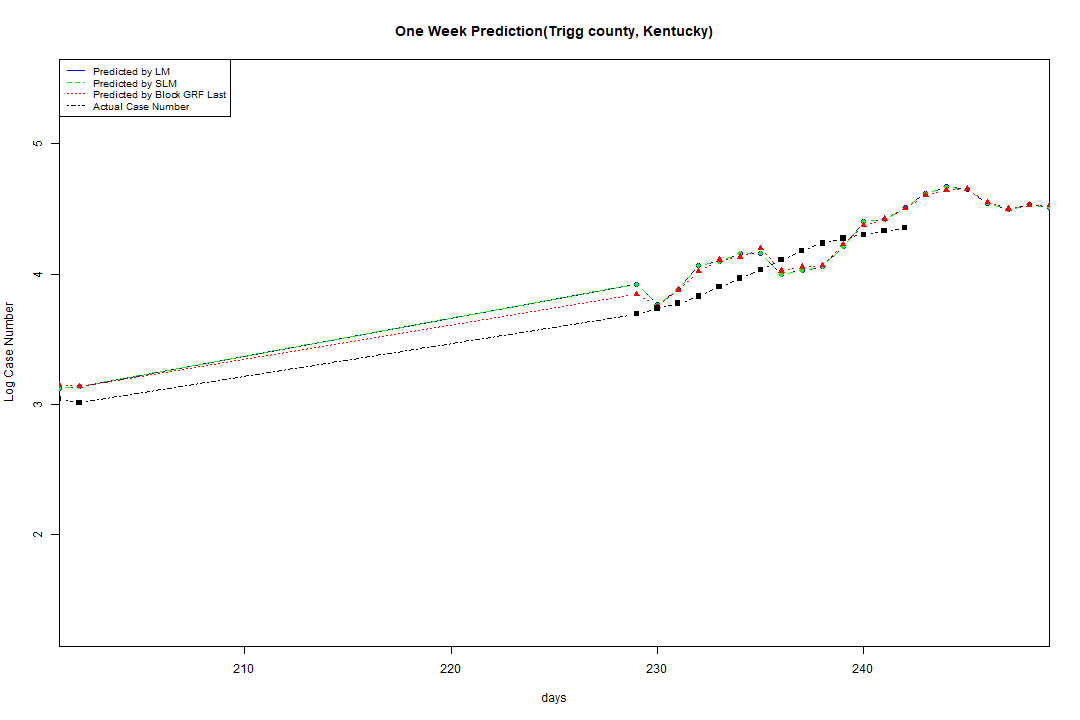 One Week Prediction(Trigg county, Kentucky)
Predicted by LM
Predicted by SLM
Predicted by Block GRF Last
Actual Case Number
5
4
3
2
Log Case Number
210 220 230 240
days